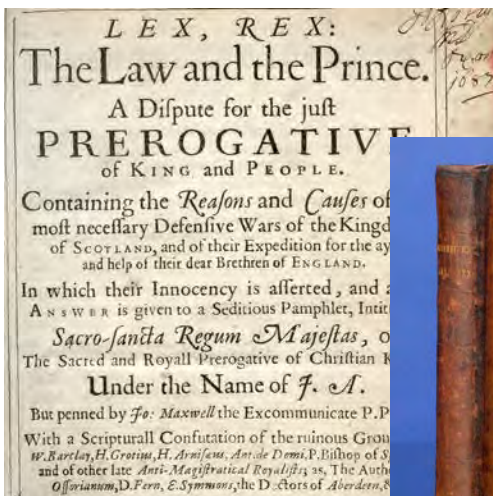 LEX, REX:
The Law and the Prince.
A Diſpute for the juſt
PREROGATIVE
of KING and PEOPLE.
Containing the Reaſons and Cauſes of
moſt neceſſary Defenſive Wars of the Kingd
of SCOTLAND, and of their Expedition for the ay
and help of their dear Brethren of ENGLAND.
In which their Innocency is aſſerted, and a
ANSWER is given to a Seditious Pamphlet, Intit
Sacro-ſancta Regum Majeſtas, o
The Sacred and Royall Prerogative of Chriſtian K
Under the Name of J. A.
But penned by Jo: Maxwell the Excommunicate P. P
With a Scripturall Confutation of the ruinous Groun
W. Barclay, H. Grotius, H. Arniſæus, Ant. de Domi. P. Biſhop of S
and of other late Anti-Magiſtratical Royaliſts; as, The Autho
Oſſorianum, D. Fern, E. Symmons, the Doctors of Aberdeen, &